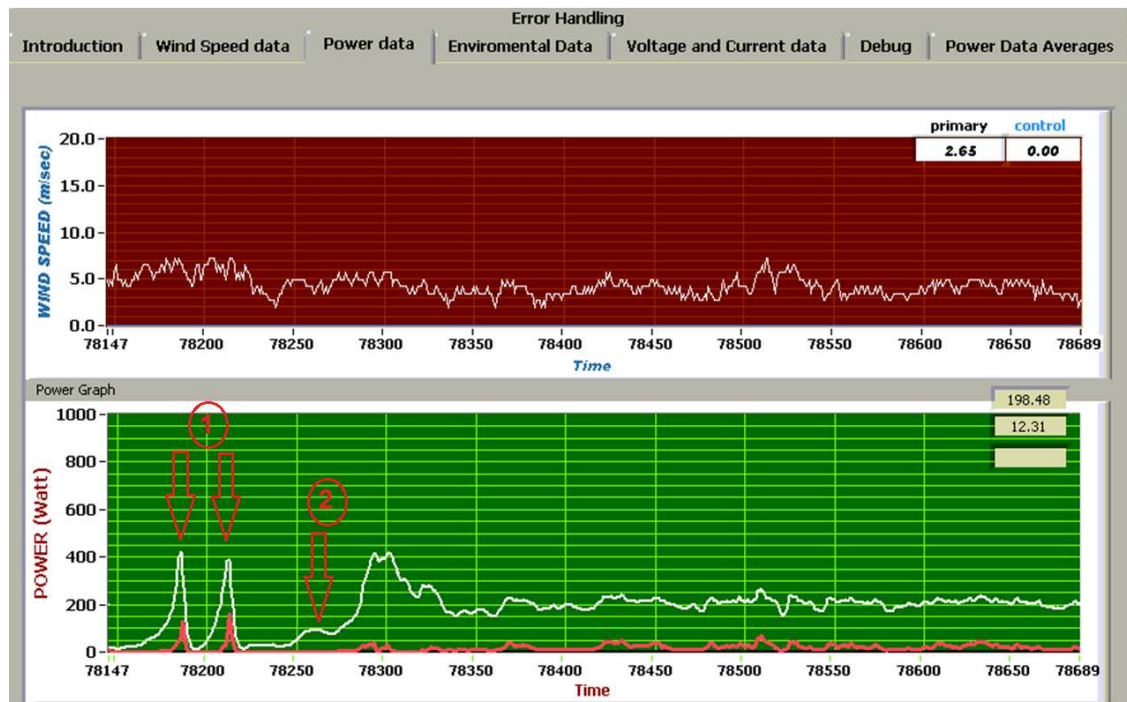 Error Handling
Introduction Wind Speed data Power data Enviromental Data Voltage and Current data Debug Power Data Averages
primary control
2.65 0.00
WIND SPEED (m/sec)
20.0
15.0
10.0
5.0
0.0
78147 78200 78250 78300 78350 78400 78450 78500 78550 78600 78650 78689
Time
Power Graph
198.48
12.31
POWER (Watt)
1000
800
600
400
200
0
1
2
78147 78200 78250 78300 78350 78400 78450 78500 78550 78600 78650 78689
Time